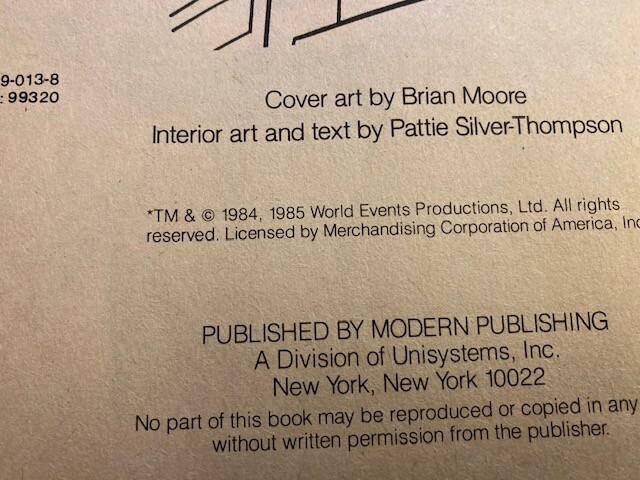 9-013-8
: 99320
Cover art by Brian Moore
Interior art and text by Pattie Silver-Thompson
*TM & © 1984, 1985 World Events Productions, Ltd. All rights
reserved. Licensed by Merchandising Corporation of America, Inc
PUBLISHED BY MODERN PUBLISHING
A Division of Unisystems, Inc.
New York, New York 10022
No part of this book may be reproduced or copied in any
without written permission from the publisher.